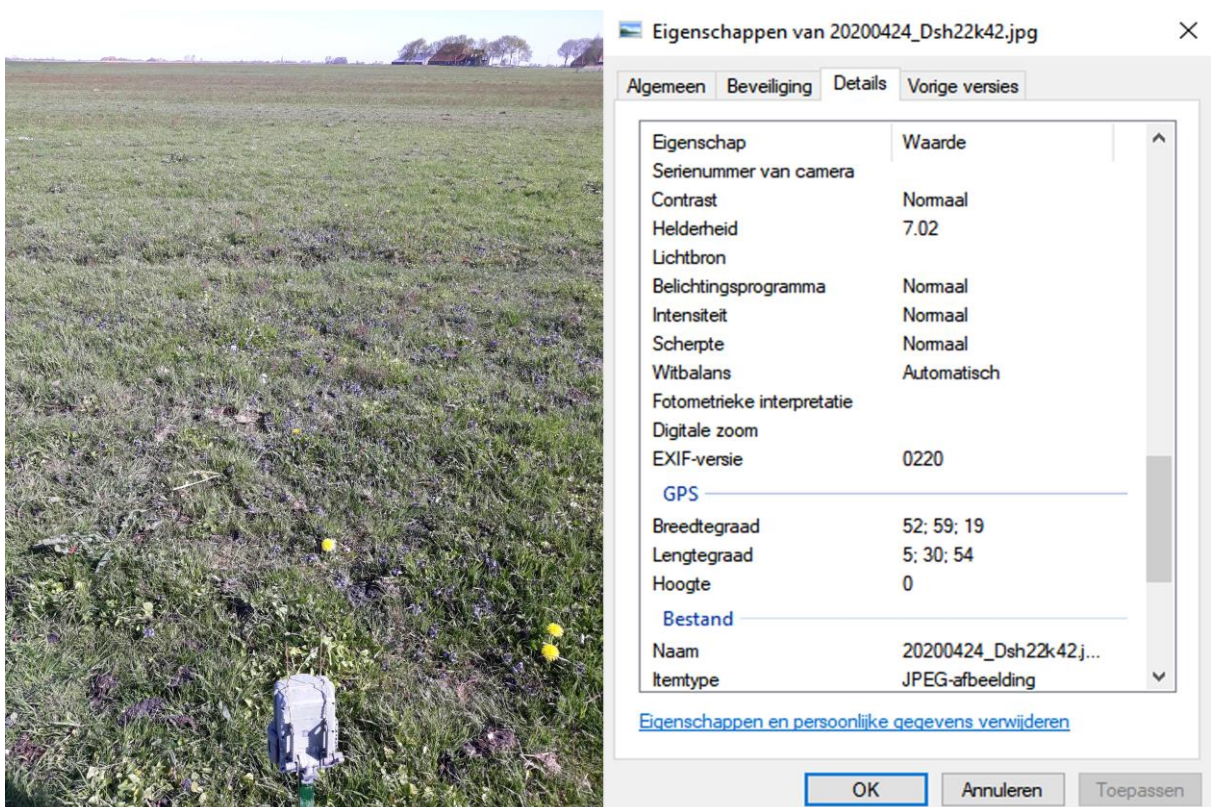 Eigenschappen van 20200424_Dsh22k42.jpg
Algemeen Beveiliging Details Vorige versies
Eigenschap Waarde
Serienummer van camera
Contrast Normaal
Helderheid 7.02
Lichtbron
Belichtingsprogramma Normaal
Intensiteit Normaal
Scherpte Normaal
Witbalans Automatisch
Fotometrieke interpretatie
Digitale zoom
EXIF-versie 0220
GPS
Breedtegraad 52; 59; 19
Lengtegraad 5; 30; 54
Hoogte 0
Bestand
Naam 20200424_Dsh22k42.j...
Itemtype JPEG-afbeelding
Eigenschappen en persoonlijke gegevens verwijderen
OK Annuleren Toepassen